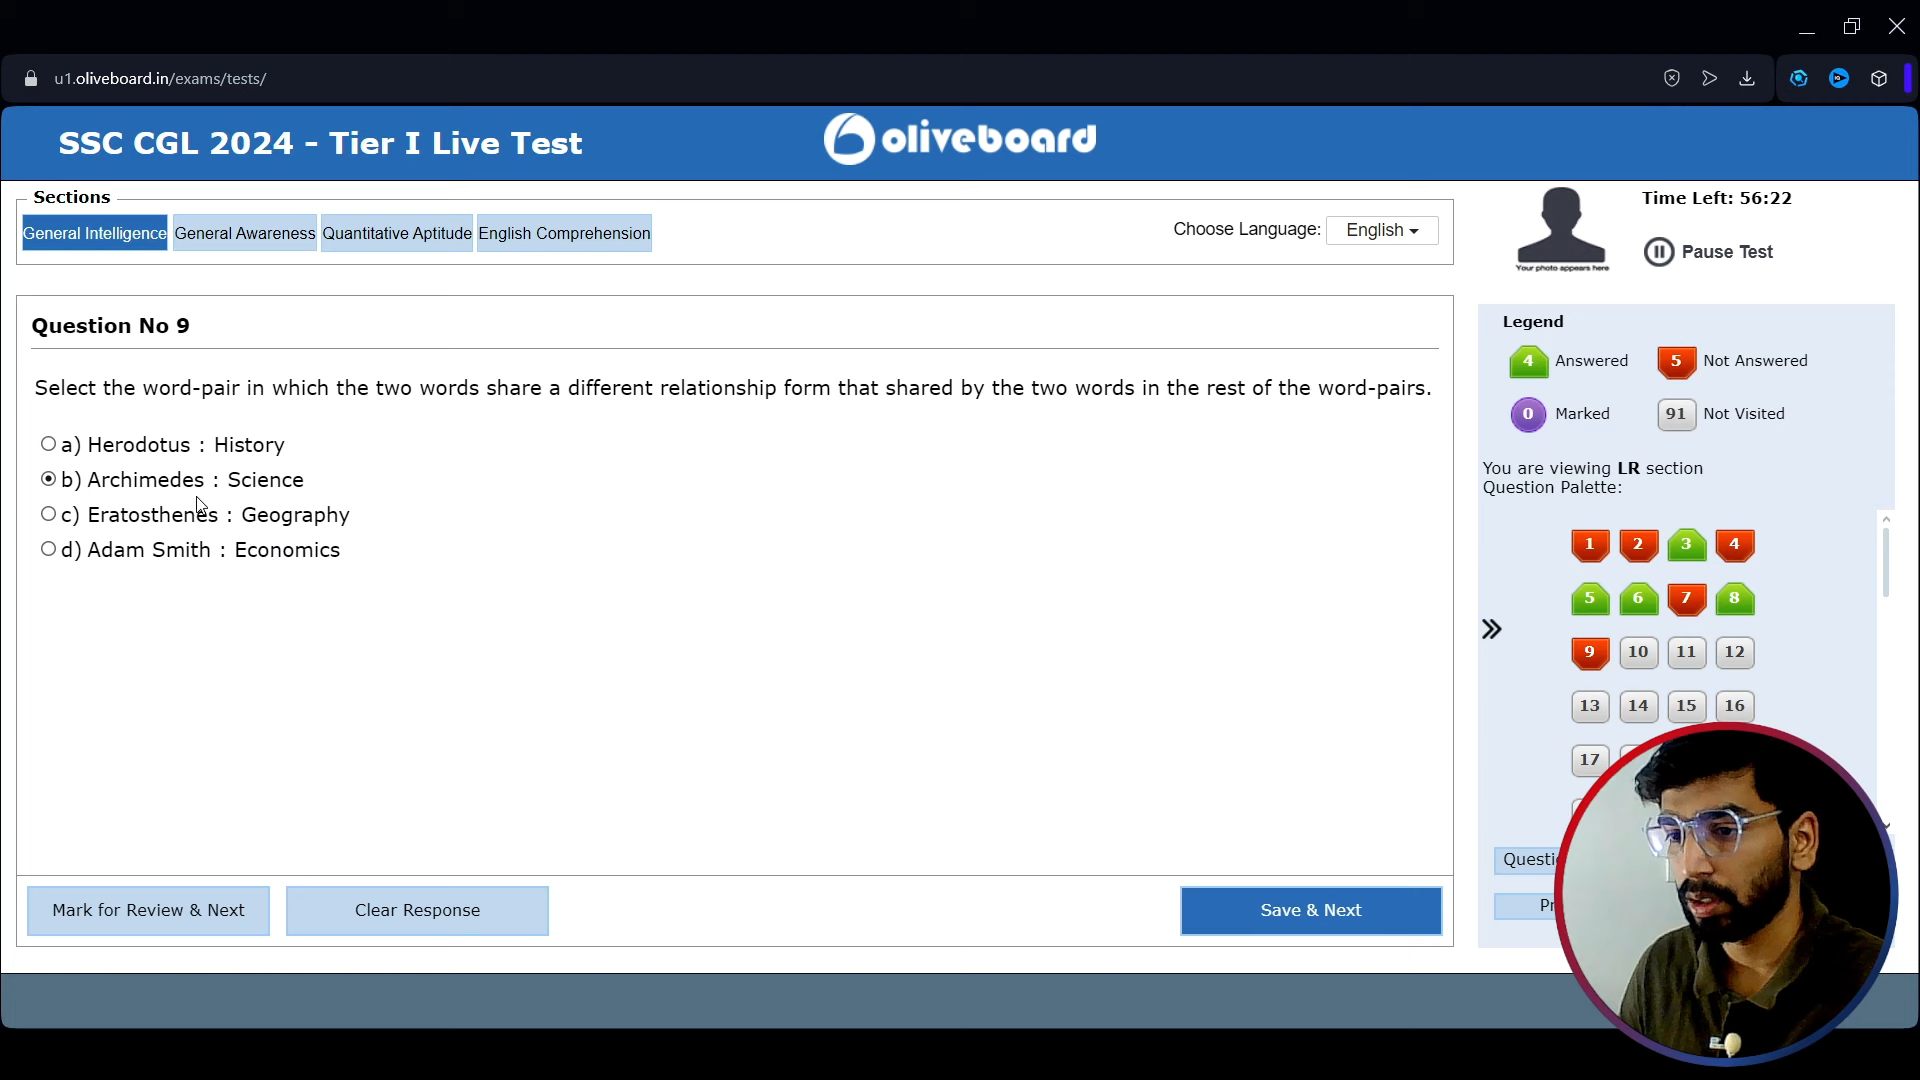 u1.oliveboard.in/exams/tests/
SSC CGL 2024 - Tier I Live Test
oliveboard
Sections
General Intelligence
General Awareness
Quantitative Aptitude
English Comprehension
Choose Language:
English
Your photo appears here
Time Left: 56:22
Pause Test
Question No 9
Select the word-pair in which the two words share a different relationship form that shared by the two words in the rest of the word-pairs.
a) Herodotus : History
b) Archimedes : Science
c) Eratosthenes : Geography
d) Adam Smith : Economics
Mark for Review & Next
Clear Response
Save & Next
Legend
4 Answered
5 Not Answered
0 Marked
91 Not Visited
You are viewing LR section
Question Palette:
1 2 3 4
5 6 7 8
9 10 11 12
13 14 15 16
17